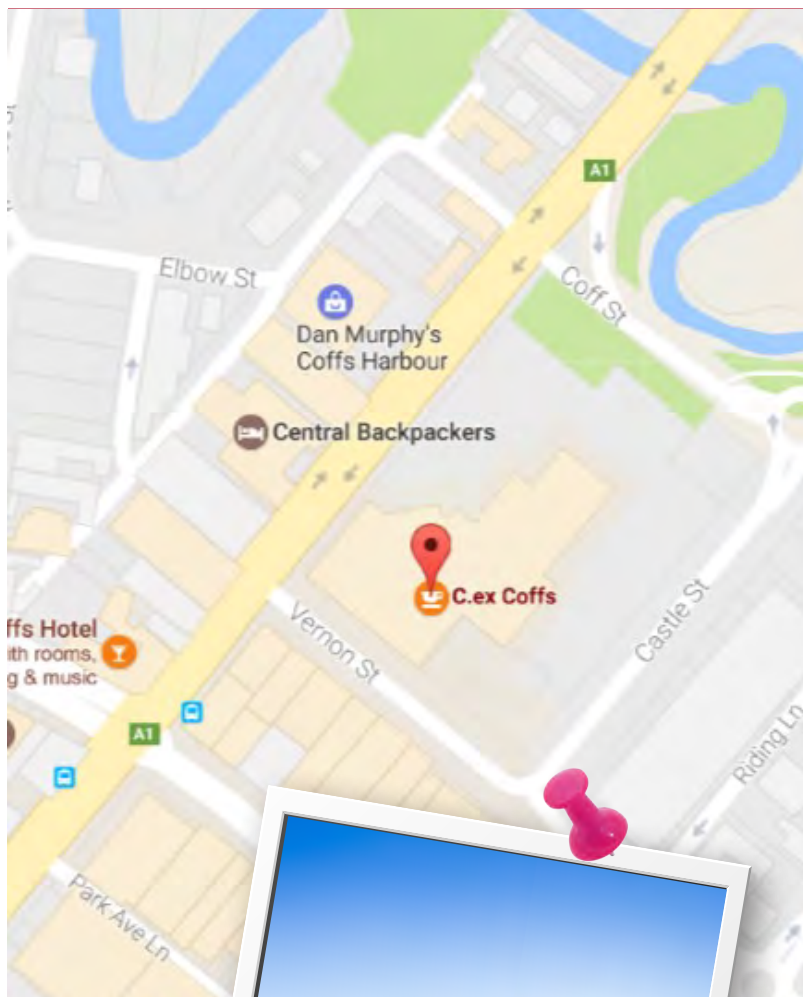 A1
Elbow St
Coff St
Dan Murphy's
Coffs Harbour
Central Backpackers
C.ex Coffs
Vernon St
Castle St
ffs Hotel
ith rooms,
g & music
A1
Riding Ln
Park Ave Ln